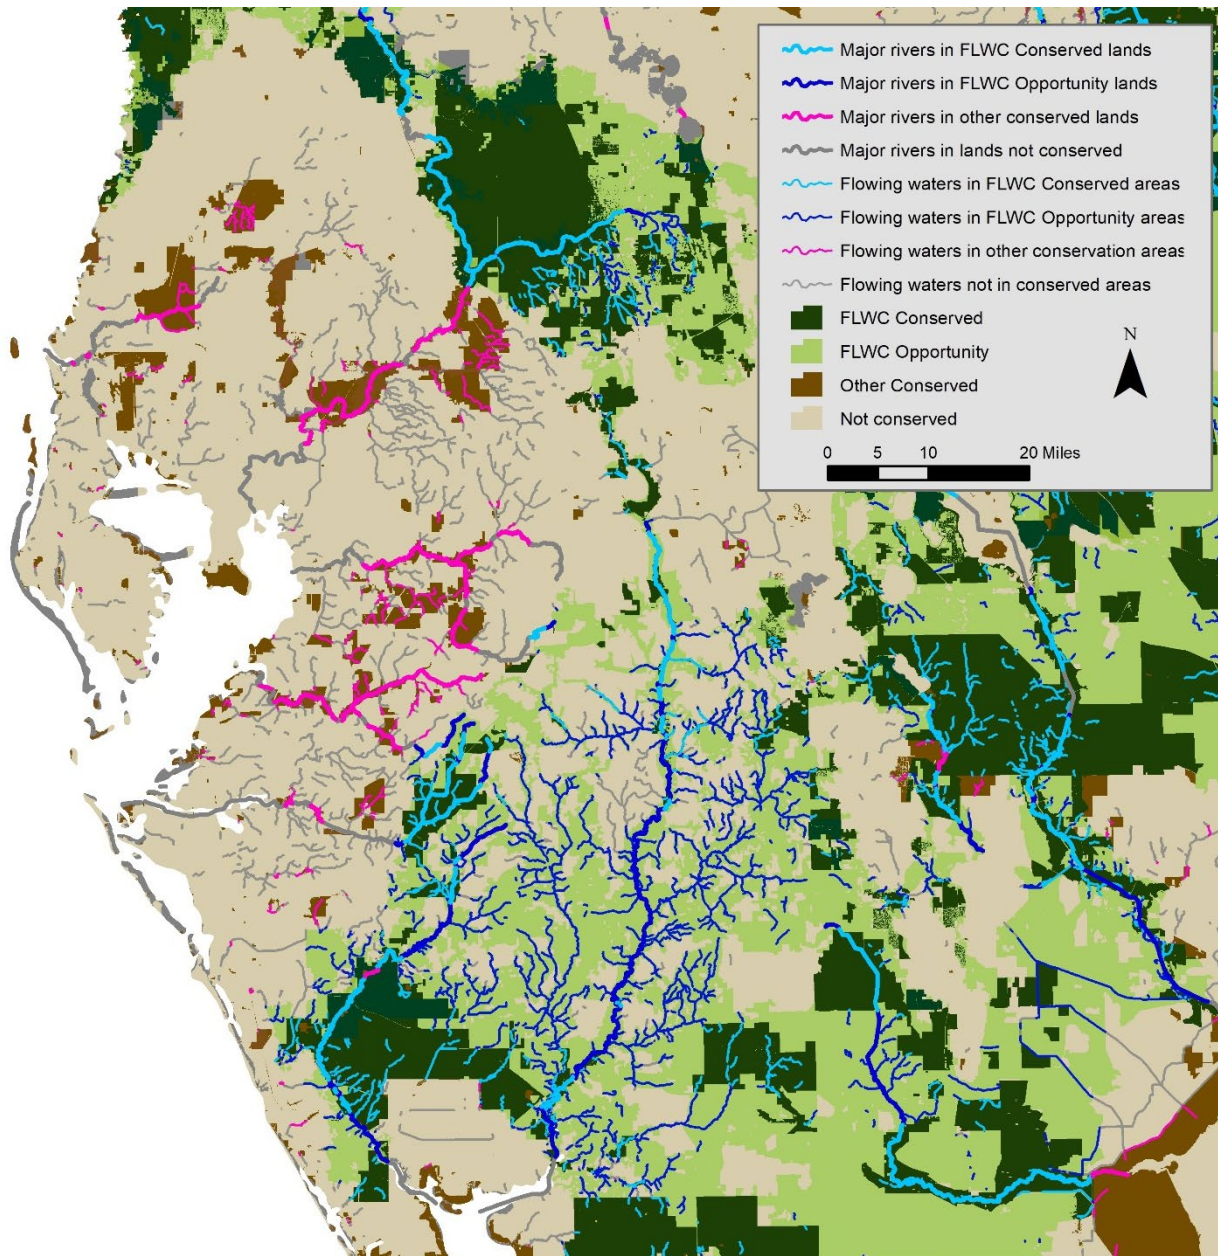 Major rivers in FLWC Conserved lands
Major rivers in FLWC Opportunity lands
Major rivers in other conserved lands
Major rivers in lands not conserved
Flowing waters in FLWC Conserved areas
Flowing waters in FLWC Opportunity areas
Flowing waters in other conservation areas
Flowing waters not in conserved areas
FLWC Conserved
FLWC Opportunity
Other Conserved
Not conserved
N
0 5 10 20 Miles